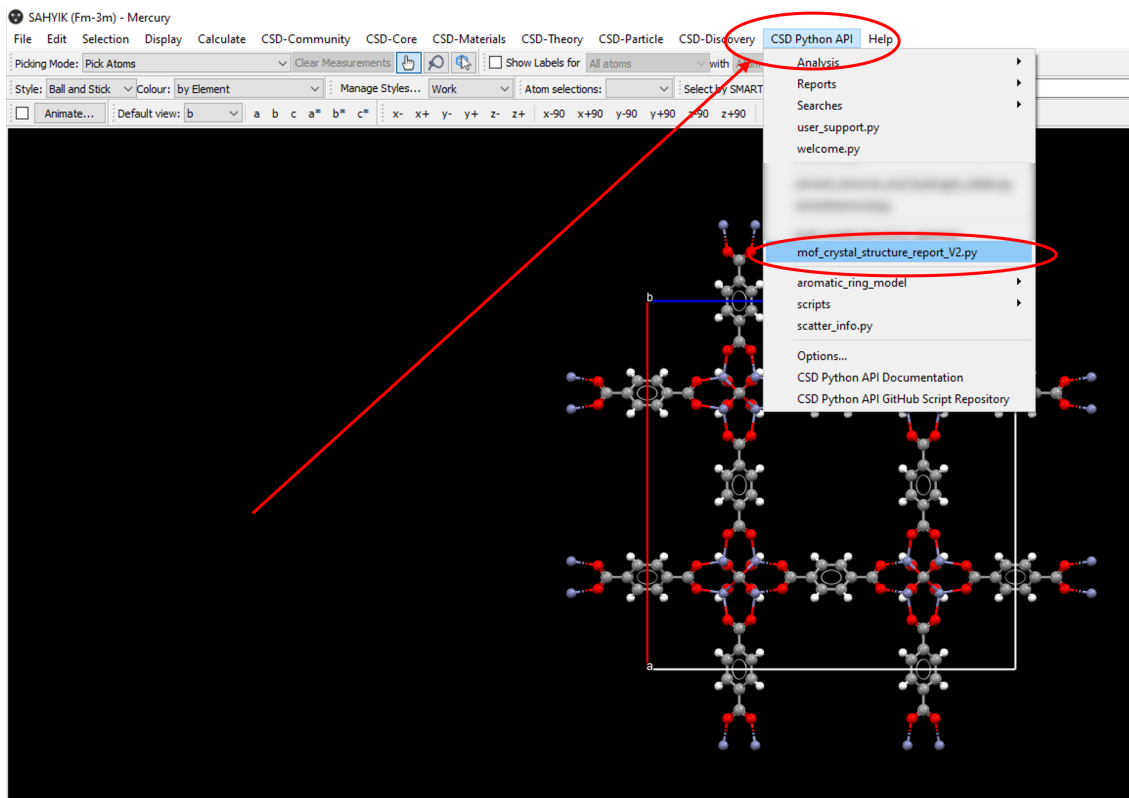 SAHYIK (Fm-3m) - Mercury
File Edit Selection Display Calculate CSD-Community CSD-Core CSD-Materials CSD-Theory CSD-Particle CSD-Discovery CSD Python API Help
Picking Mode: Pick Atoms Clear Measurements Show Labels for All atoms with Atom
Style: Ball and Stick Colour: by Element Manage Styles... Work Atom selections: Select by SMART
Animate... Default view: b a b c a* b* c* x- x+ y- y+ z- z+ x-90 x+90 y-90 y+90 z-90 z+90
Analysis
Reports
Searches
user_support.py
welcome.py
mof_crystal_structure_report_V2.py
aromatic_ring_model
scripts
scatter_info.py
Options...
CSD Python API Documentation
CSD Python API GitHub Script Repository
b
a